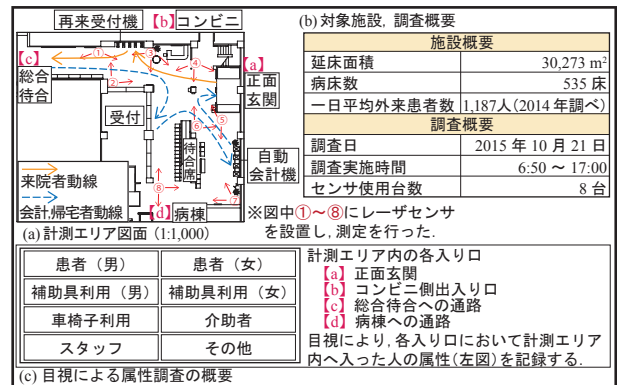 再来受付機 【b】コンビニ
【c】
総合
待合
【a】
正面
玄関
受付
待
合
席
自動
会計機
来院者動線
会計,帰宅者動線
【d】病棟
① ② ③ ④ ⑤ ⑥ ⑦ ⑧
(a)計測エリア図面 (1:1,000)
(b)対象施設, 調査概要
施設概要
延床面積 30,273 m²
病床数 535 床
一日平均外来患者数 1,187人(2014年調べ)
調査概要
調査日 2015 年 10 月 21 日
調査実施時間 6:50 ～ 17:00
センサ使用台数 8 台
※図中①～⑧にレーザセンサ
を設置し, 測定を行った.
患者（男） 患者（女）
補助具利用（男） 補助具利用（女）
車椅子利用 介助者
スタッフ その他
(c) 目視による属性調査の概要
計測エリア内の各入り口
【a】正面玄関
【b】コンビニ側出入り口
【c】総合待合への通路
【d】病棟への通路
目視により, 各入り口において計測エリア
内へ入った人の属性(左図)を記録する.